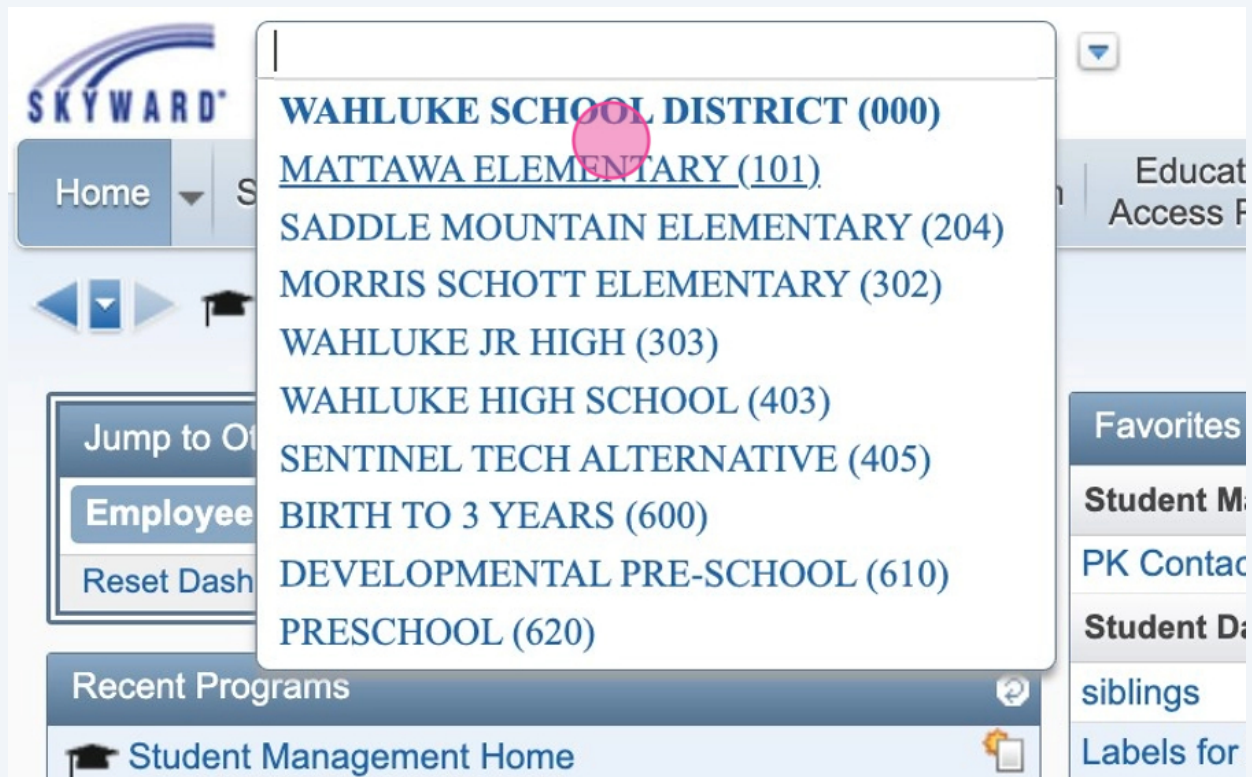 SKYWARD
WAHLUKE SCHOOL DISTRICT (000)
MATTAWA ELEMENTARY (101)
SADDLE MOUNTAIN ELEMENTARY (204)
MORRIS SCHOTT ELEMENTARY (302)
WAHLUKE JR HIGH (303)
WAHLUKE HIGH SCHOOL (403)
SENTINEL TECH ALTERNATIVE (405)
BIRTH TO 3 YEARS (600)
DEVELOPMENTAL PRE-SCHOOL (610)
PRESCHOOL (620)
Home
Educat
Access
Jump to
Employee
Reset Dash
Recent Programs
Student Management Home
Favorites
Student
PK Contac
Student
siblings
Labels for